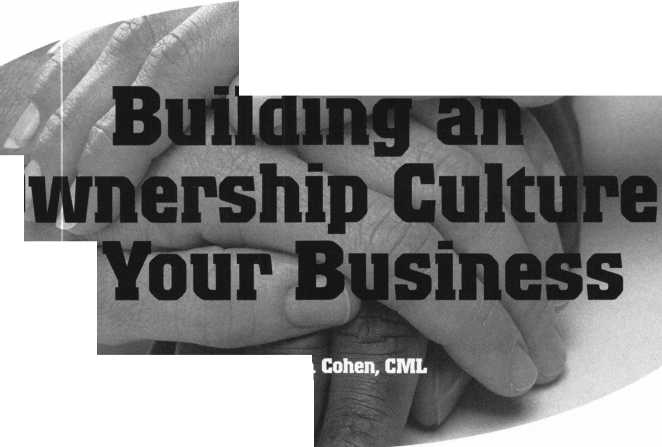 Building an
wnership Culture
Your Business
Cohen, CML